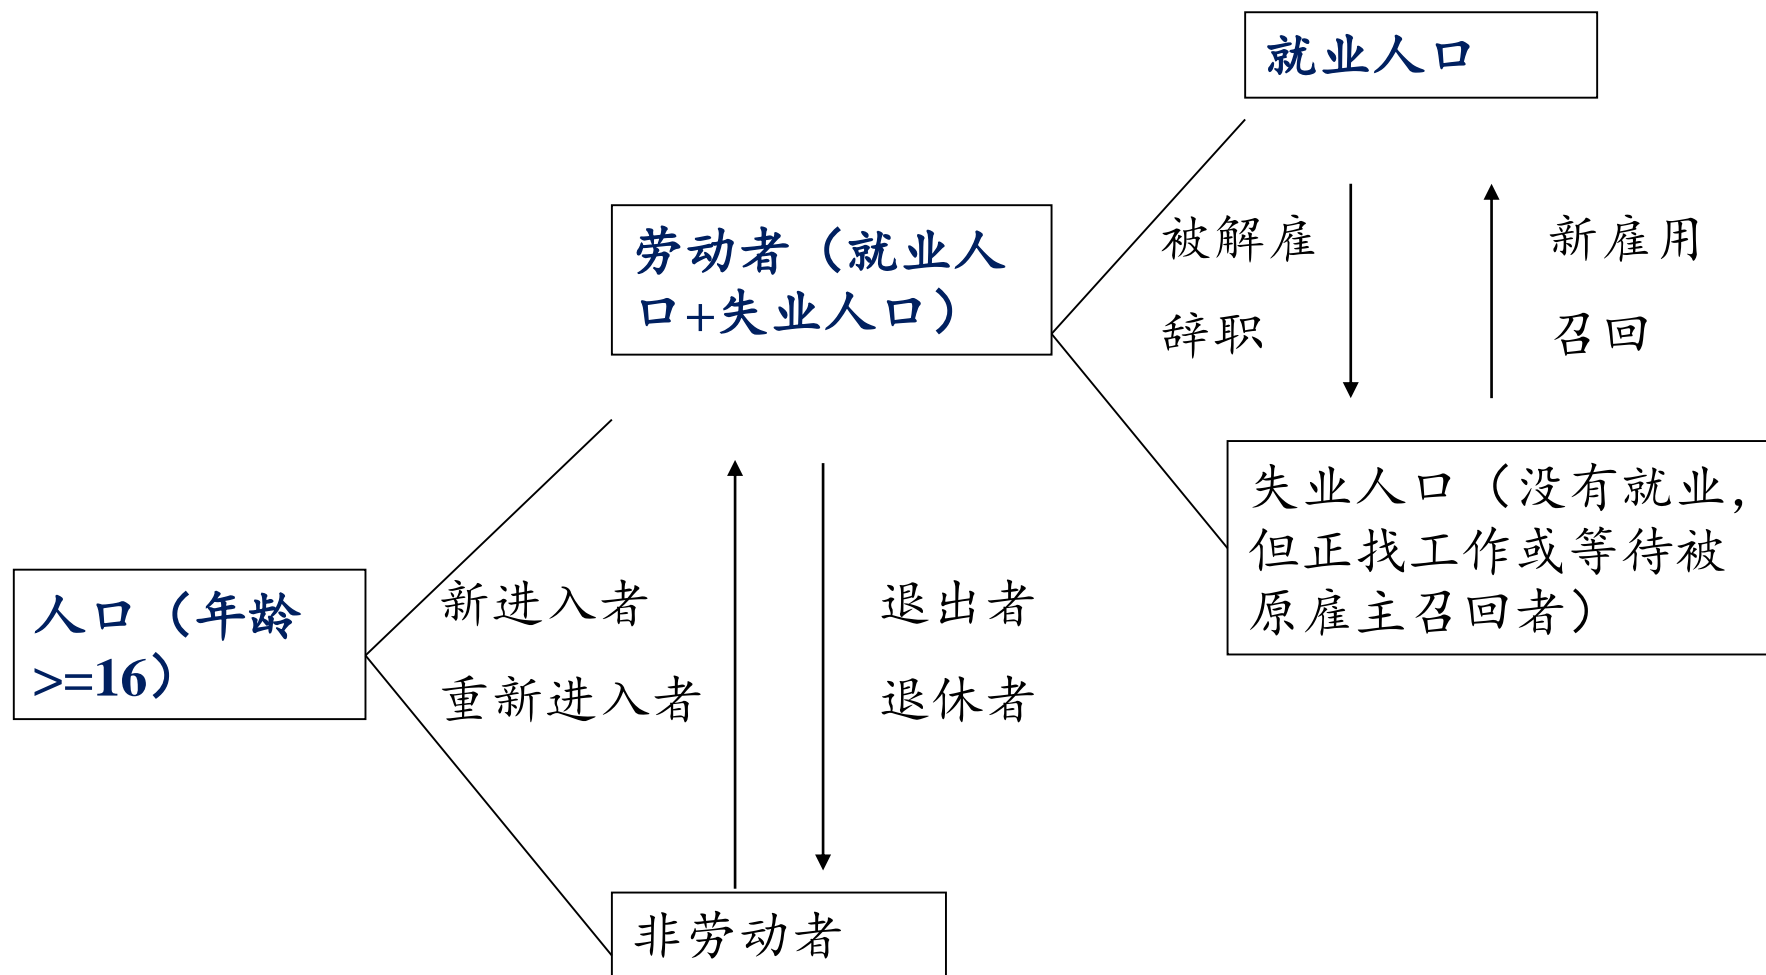 就业人口
劳动者（就业人
口+失业人口）
被解雇
新雇用
辞职
召回
失业人口（没有就业，
但正找工作或等待被
原雇主召回者）
人口（年龄
>=16）
新进入者
退出者
重新进入者
退休者
非劳动者